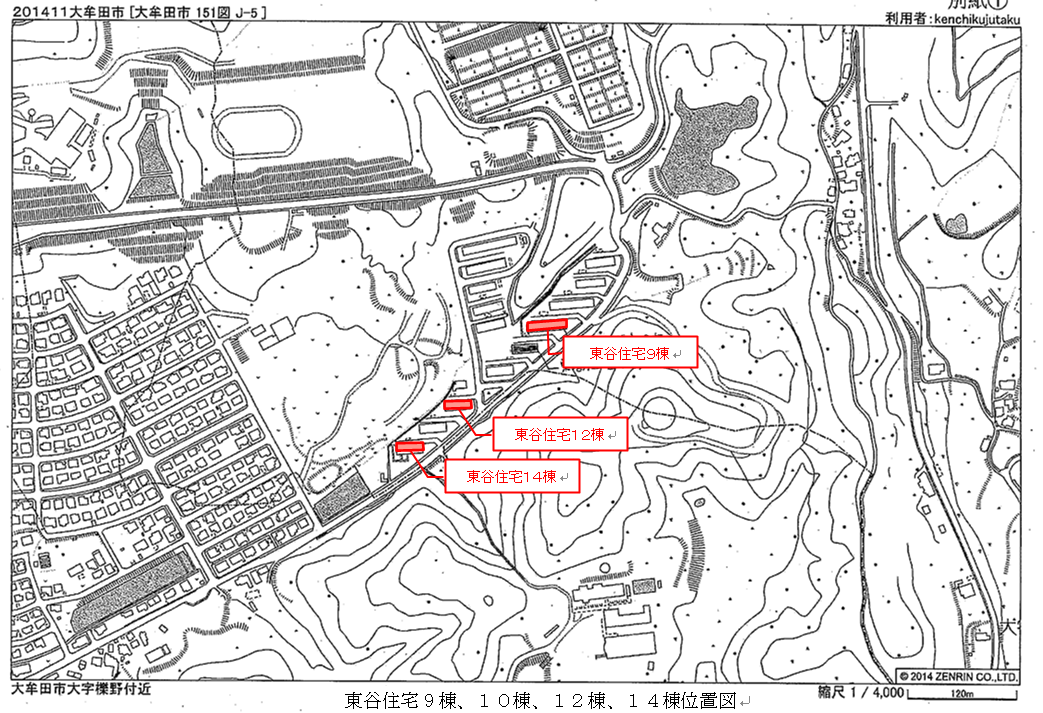 201411大牟田市 [大牟田市 151図 J-5]
別紙①
利用者:kenchikujutaku
東谷住宅9棟
東谷住宅12棟
東谷住宅14棟
大
© 2014 ZENRIN CO.,LTD.
大牟田市大字櫟野付近
縮尺 1 / 4,000
120m
東谷住宅９棟、１０棟、１２棟、１４棟位置図